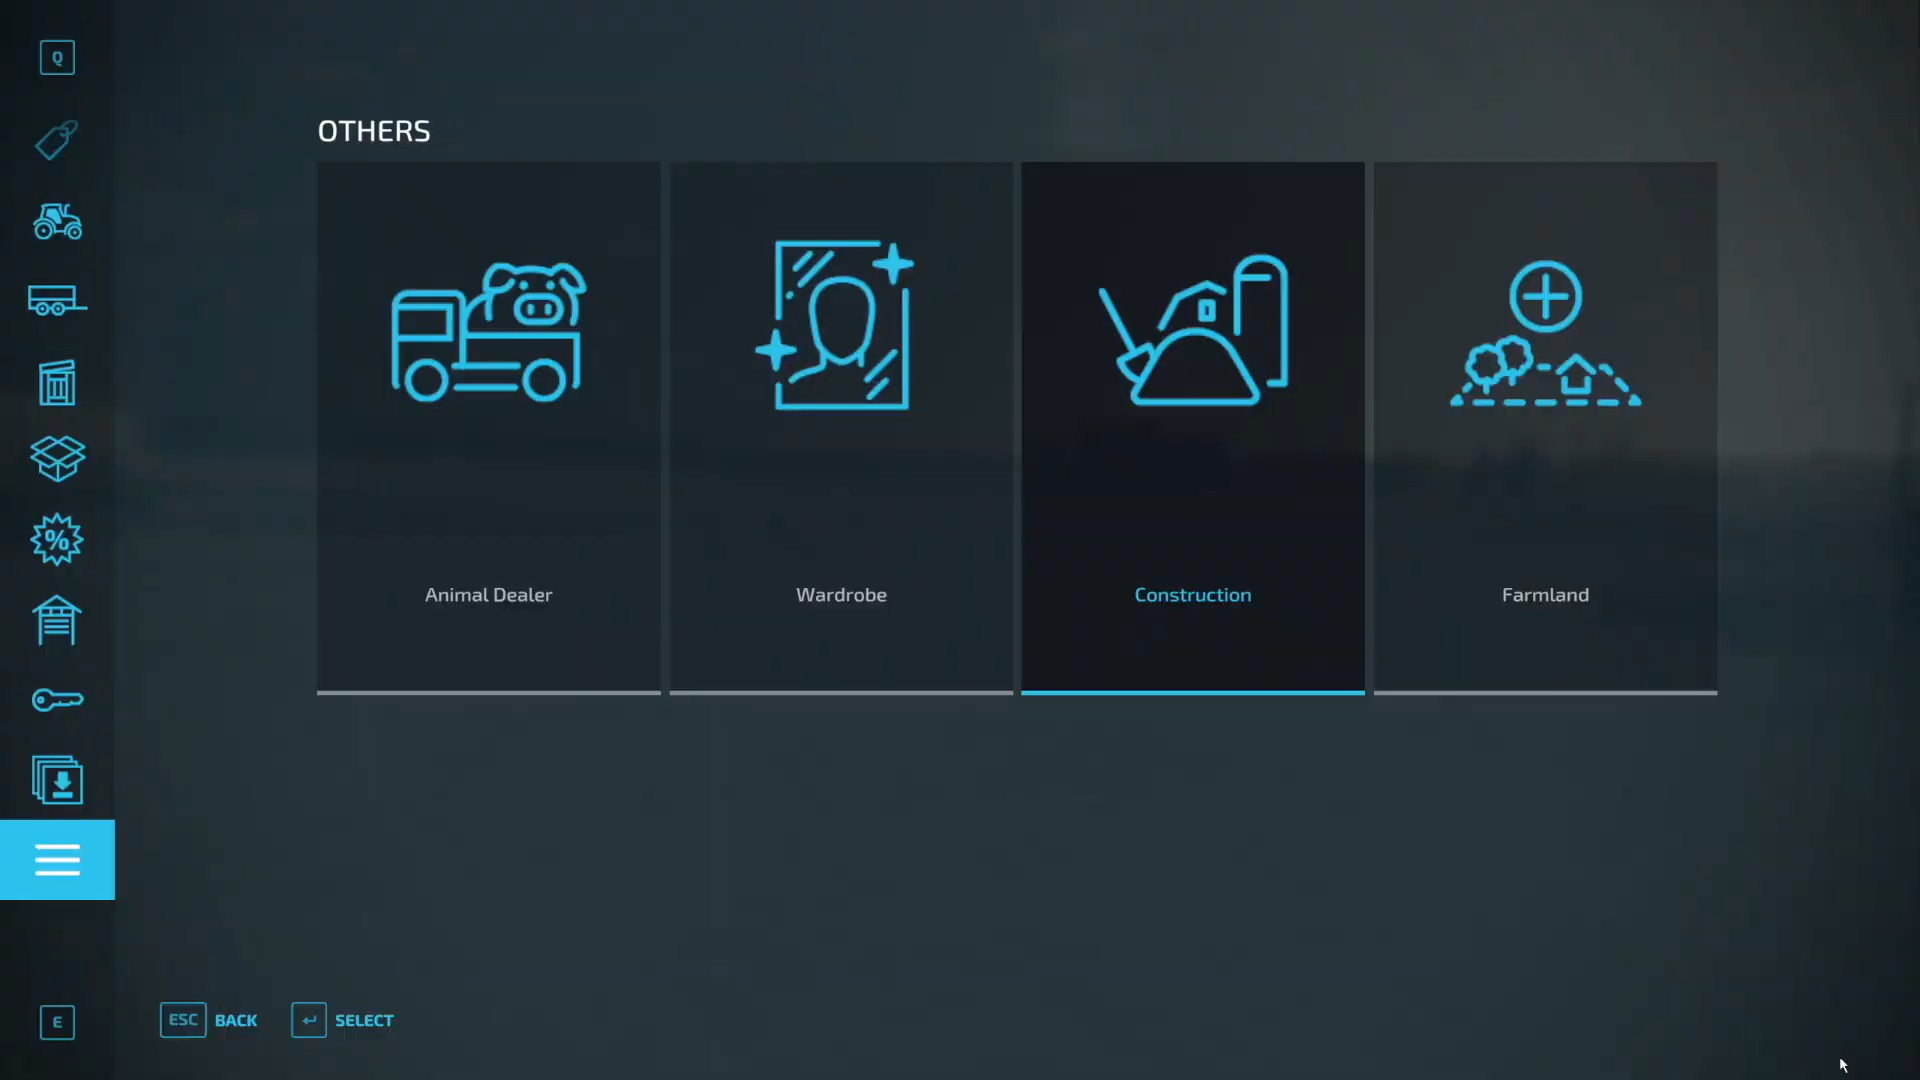 Q
OTHERS
%
Animal Dealer
Wardrobe
Construction
Farmland
E
ESC BACK
SELECT